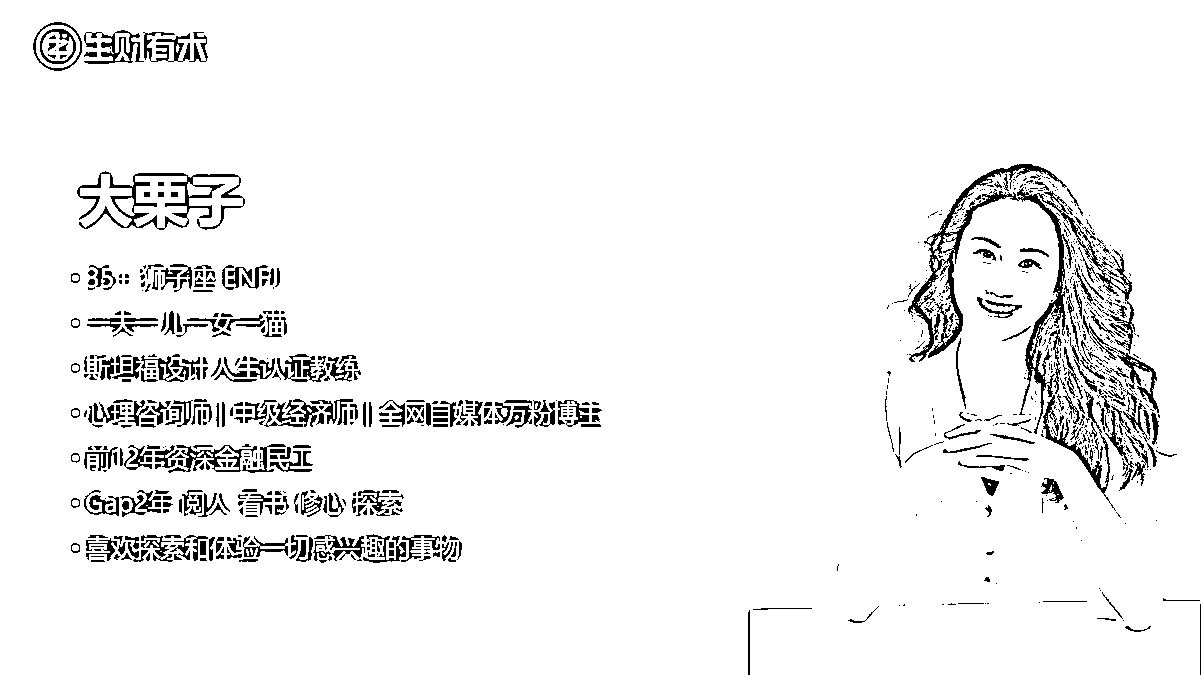 生财有术
大栗子
35+ 狮子座 ENFJ
一夫一儿一女一猫
斯坦福设计人生认证教练
心理咨询师 | 中级经济师 | 全网自媒体万粉博主
前12年资深金融民工
Gap2年 阅人 看书 修心 探索
喜欢探索和体验一切感兴趣的事物